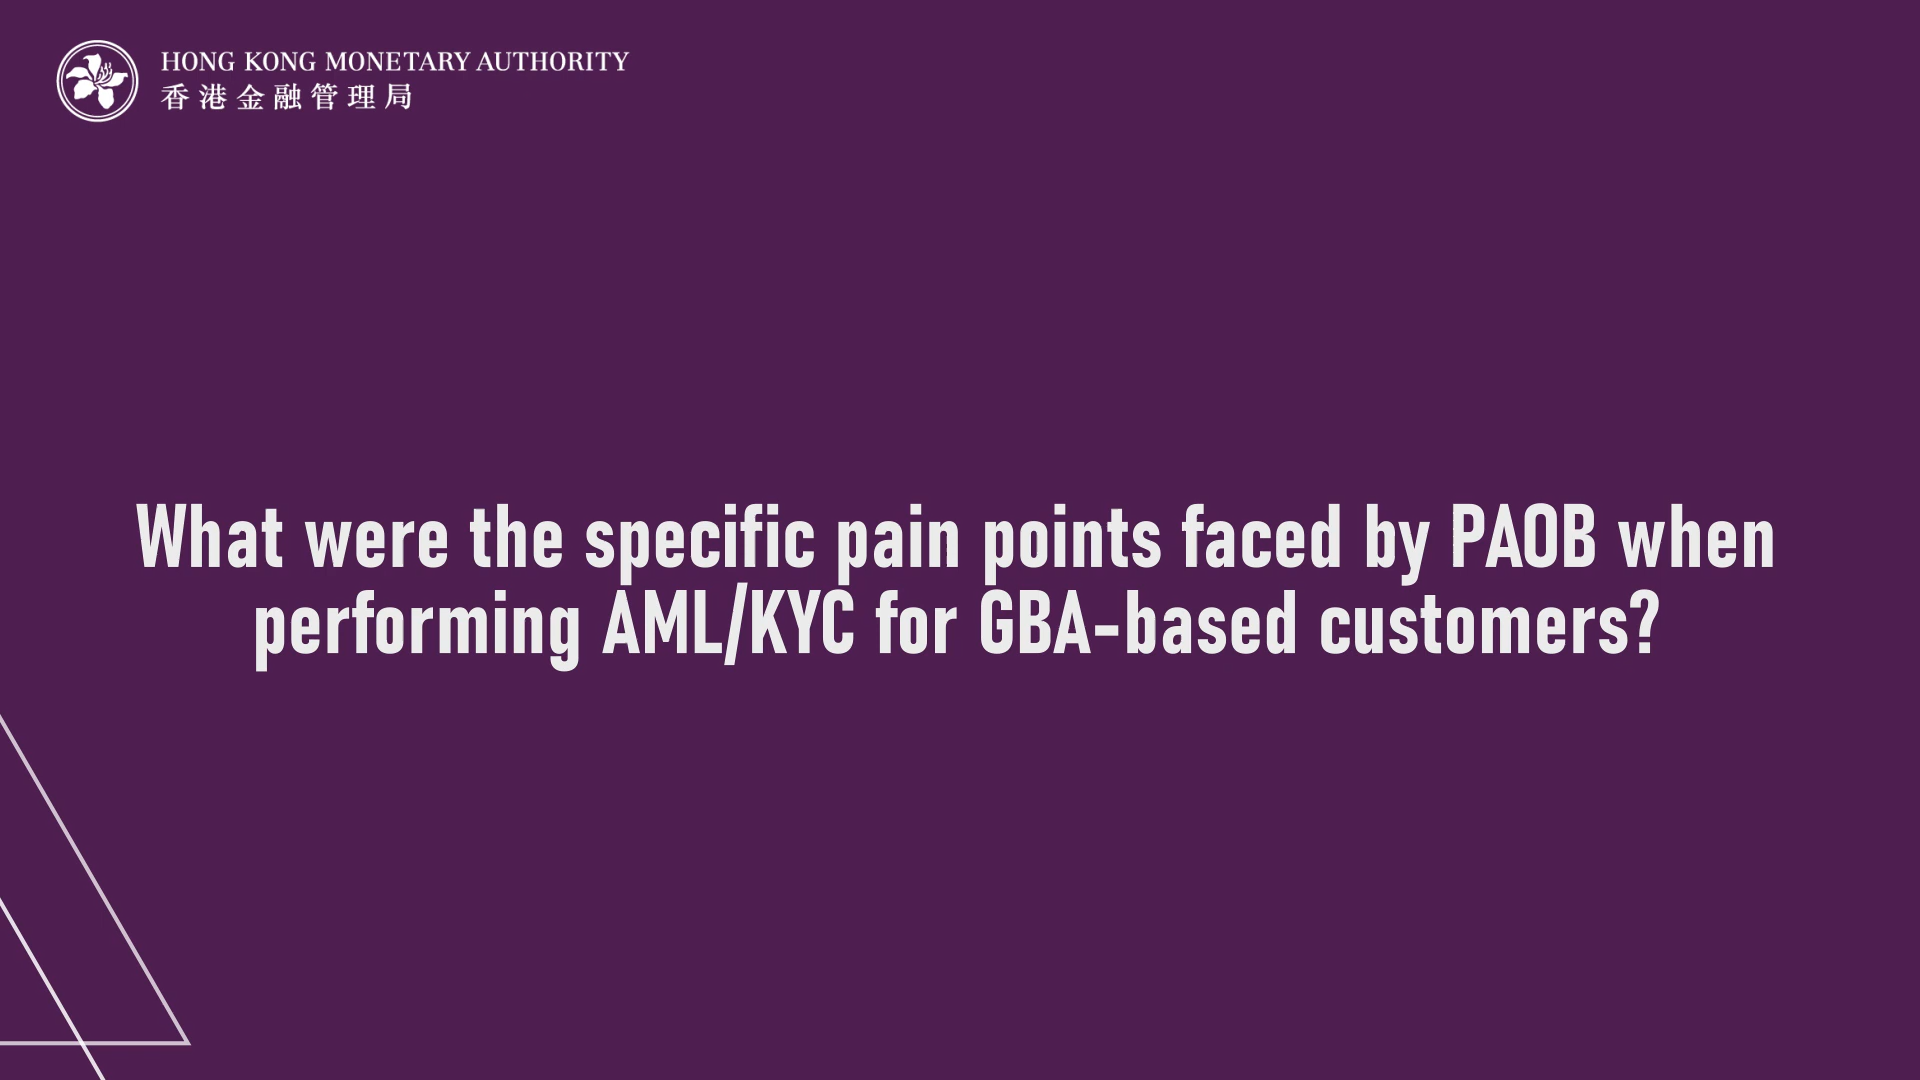 HONG KONG MONETARY AUTHORITY
香港金融管理局
What were the specific pain points faced by PAOB when
performing AML/KYC for GBA-based customers?